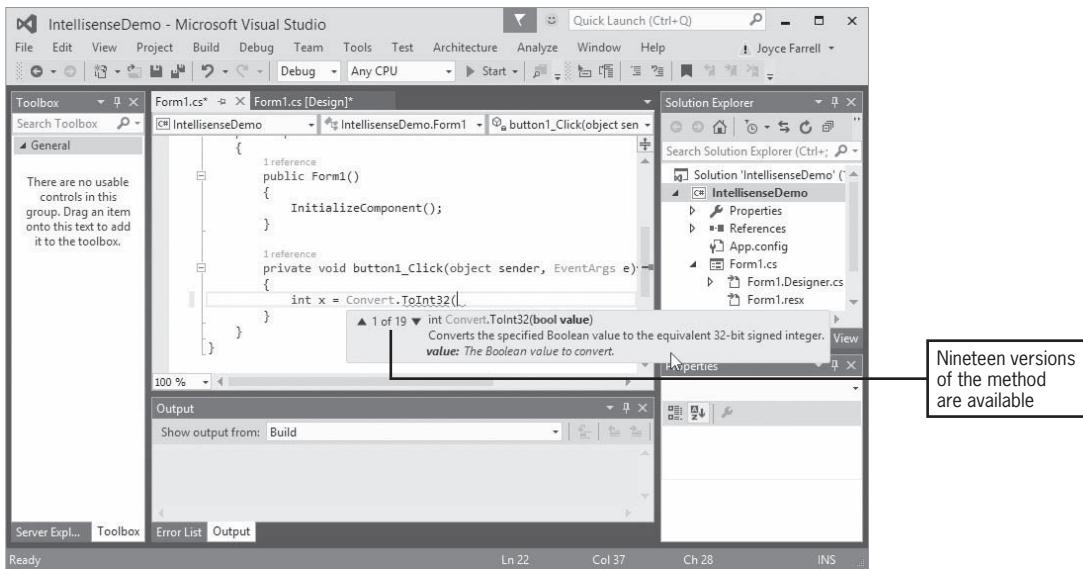 IntellisenseDemo - Microsoft Visual Studio
Quick Launch (Ctrl+Q)
File Edit View Project Build Debug Team Tools Test Architecture Analyze Window Help
Joyce Farrell
Debug
Any CPU
Start
Toolbox
Search Toolbox
General
There are no usable
controls in this
group. Drag an item
onto this text to add
it to the toolbox.
Server Expl... Toolbox
Form1.cs* Form1.cs [Design]*
C# IntellisenseDemo
IntellisenseDemo.Form1
button1_Click(object sen
{
1 reference
public Form1()
{
InitializeComponent();
}
1 reference
private void button1_Click(object sender, EventArgs e)
{
int x = Convert.ToInt32(
}
}
}
1 of 19 int Convert.ToInt32(bool value)
Converts the specified Boolean value to the equivalent 32-bit signed integer.
value: The Boolean value to convert.
100 %
Output
Show output from: Build
Error List Output
Solution Explorer
Search Solution Explorer (Ctrl+;
Solution 'IntellisenseDemo' (
C# IntellisenseDemo
Properties
References
App.config
Form1.cs
Form1.Designer.cs
Form1.resx
View
Properties
Ready
Ln 22
Col 37
Ch 28
INS
Nineteen versions
of the method
are available